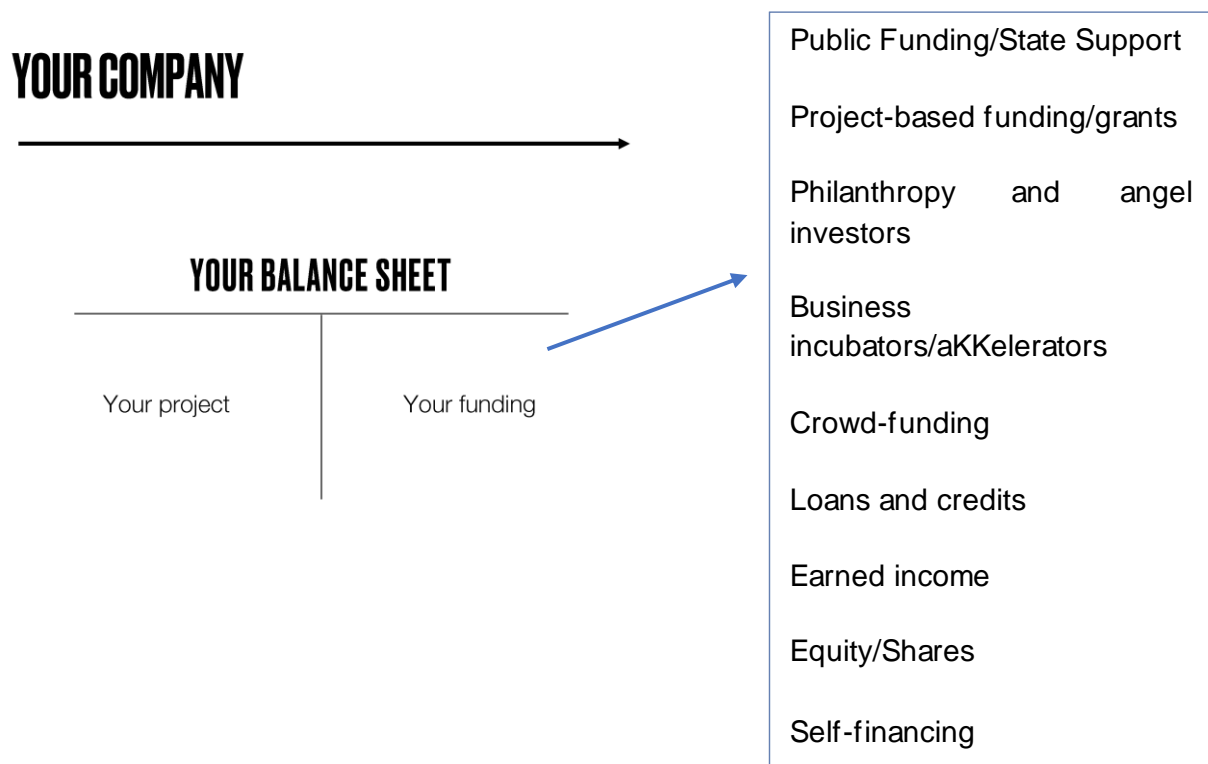 YOUR COMPANY
YOUR BALANCE SHEET
Your project
Your funding
Public Funding/State Support
Project-based funding/grants
Philanthropy and angel
investors
Business
incubators/aKKelerators
Crowd-funding
Loans and credits
Earned income
Equity/Shares
Self-financing